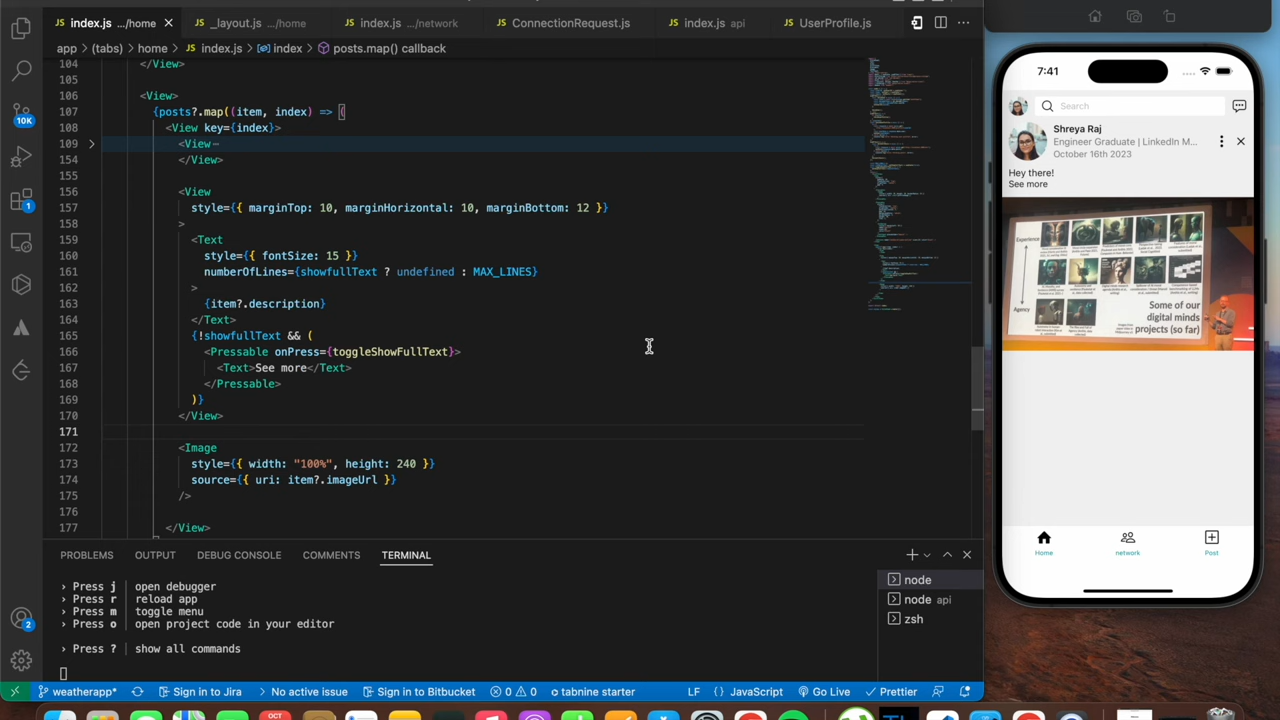 index.js .../home
_layout.js .../home
index.js .../network
ConnectionRequest.js
index.js api
UserProfile.js
app > (tabs) > home > index.js > index > posts.map() callback
104 </View>
105
106 <View>
107 {posts?.map((item, index) => (
108 <View key={index}>
109 <View ⋯
154 </View>
155
156 <View
157 style={{ marginTop: 10, marginHorizontal: 10, marginBottom: 12 }}
158 >
159 <Text
160 style={{ fontSize: 15 }}
161 numberOfLines={showfullText ? undefined : MAX_LINES}
162 >
163 {item?.description}
164 </Text>
165 {!showfullText && (
166 <Pressable onPress={toggleShowFullText}>
167 <Text>See more</Text>
168 </Pressable>
169 )}
170 </View>
171
172 <Image
173 style={{ width: "100%", height: 240 }}
174 source={{ uri: item?.imageUrl }}
175 />
176
177 </View>
10K
1
2
PROBLEMS OUTPUT DEBUG CONSOLE COMMENTS TERMINAL
› Press j │ open debugger
› Press r │ reload app
› Press m │ toggle menu
› Press o │ open project code in your editor
› Press ? │ show all commands
node
node api
zsh
weatherapp* Sign in to Jira No active issue Sign in to Bitbucket 0 0 tabnine starter LF {} JavaScript Go Live Prettier
OCT
7:41
Search
Shreya Raj
Engineer Graduate | LinkedIn M...
October 16th 2023
Hey there!
See more
Experience
Agency
Some of our
digital minds
projects (so far)
Home
network
Post